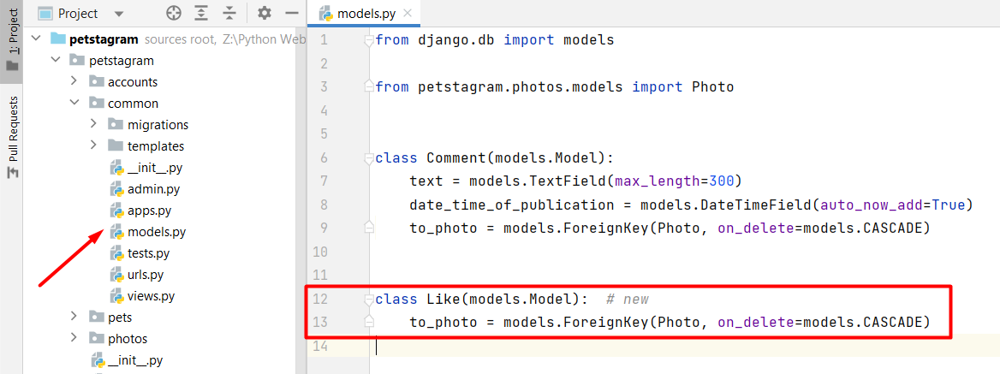 1: Project
Pull Requests
Project
petstagram sources root, Z:\Python Web
petstagram
accounts
common
migrations
templates
__init__.py
admin.py
apps.py
models.py
tests.py
urls.py
views.py
pets
photos
__init__.py
models.py
1 from django.db import models
2
3 from petstagram.photos.models import Photo
4
5
6 class Comment(models.Model):
7     text = models.TextField(max_length=300)
8     date_time_of_publication = models.DateTimeField(auto_now_add=True)
9     to_photo = models.ForeignKey(Photo, on_delete=models.CASCADE)
10
11
12 class Like(models.Model):  # new
13     to_photo = models.ForeignKey(Photo, on_delete=models.CASCADE)
14